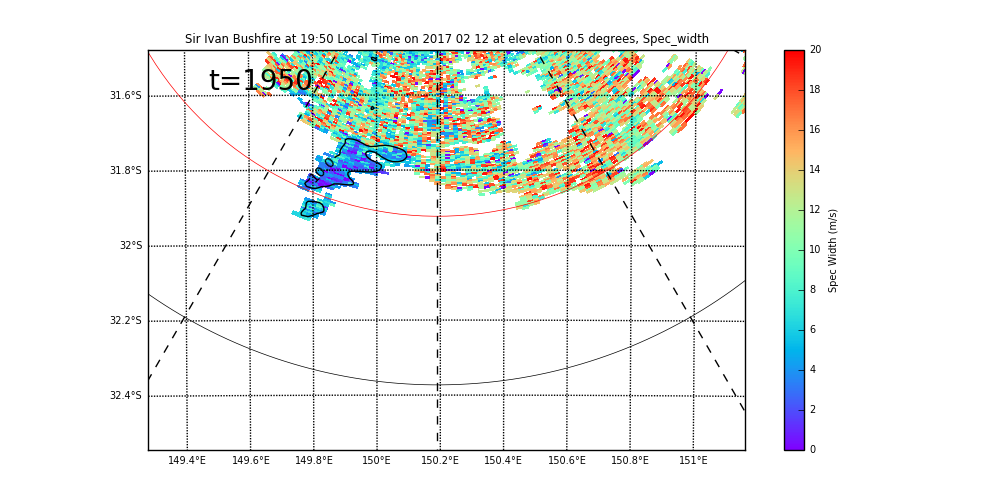 Sir Ivan Bushfire at 19:50 Local Time on 2017 02 12 at elevation 0.5 degrees, Spec_width
t=1950
31.6°S
31.8°S
32°S
32.2°S
32.4°S
149.4°E 149.6°E 149.8°E 150°E 150.2°E 150.4°E 150.6°E 150.8°E 151°E
20
18
16
14
12
10
8
6
4
2
0
Spec Width (m/s)